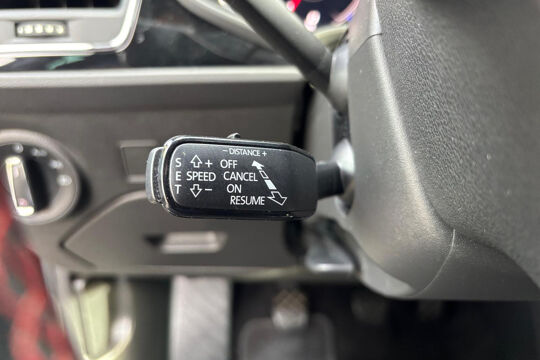 - DISTANCE +
S + OFF
E SPEED CANCEL
T - ON
RESUME